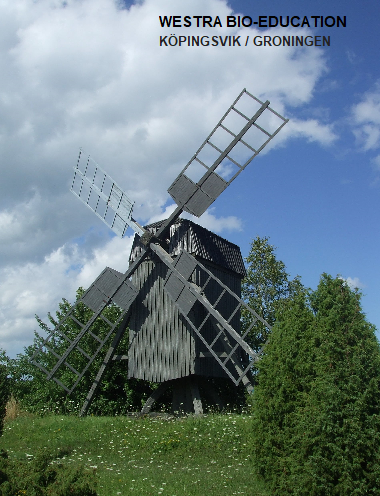 WESTRA BIO-EDUCATION
KÖPINGSVIK / GRONINGEN